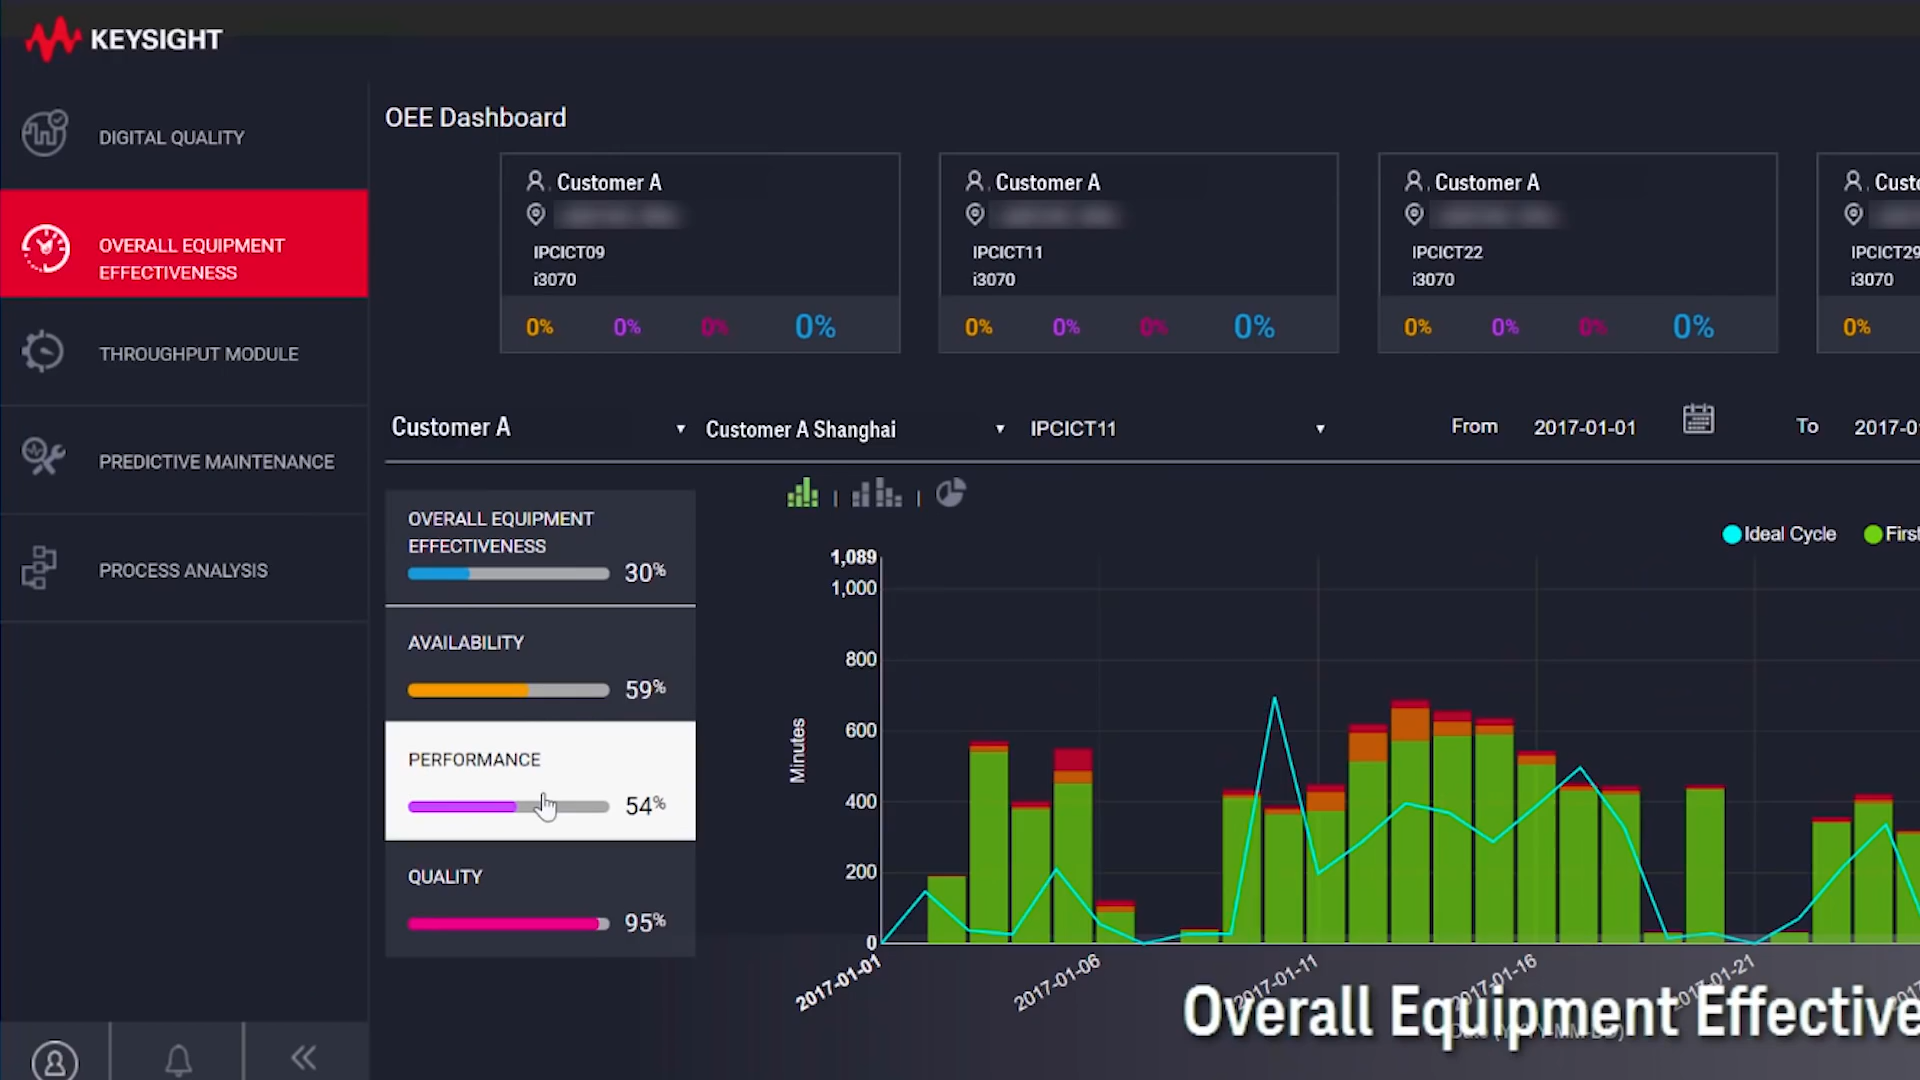 KEYSIGHT
DIGITAL QUALITY
OVERALL EQUIPMENT
EFFECTIVENESS
THROUGHPUT MODULE
PREDICTIVE MAINTENANCE
PROCESS ANALYSIS
OEE Dashboard
Customer A
IPCICT09
i3070
0% 0% 0% 0%
Customer A
IPCICT11
i3070
0% 0% 0% 0%
Customer A
IPCICT22
i3070
0% 0% 0% 0%
Custo
IPCICT29
i3070
0%
Customer A Customer A Shanghai IPCICT11 From 2017-01-01 To 2017-0
OVERALL EQUIPMENT
EFFECTIVENESS
30%
AVAILABILITY
59%
PERFORMANCE
54%
QUALITY
95%
Ideal Cycle First
1,089
1,000
800
600
400
200
0
Minutes
2017-01-01 2017-01-06 2017-01-11 2017-01-16 2017-01-21
Overall Equipment Effective